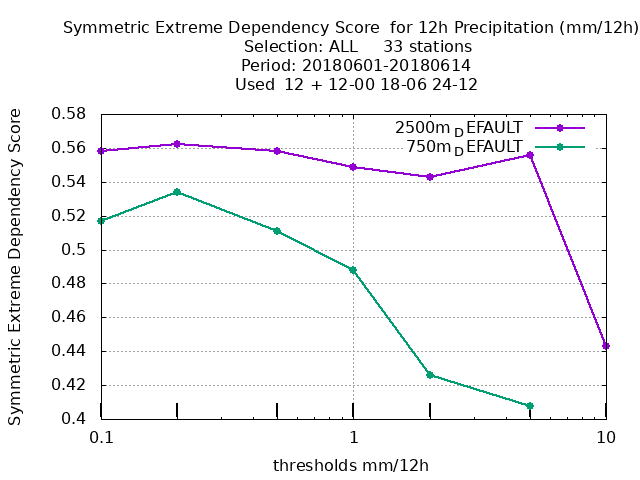 Symmetric Extreme Dependency Score  for 12h Precipitation (mm/12h)
Selection: ALL     33 stations
Period: 20180601-20180614
Used  12 + 12-00 18-06 24-12
Symmetric Extreme Dependency Score
0.58
0.56
0.54
0.52
0.5
0.48
0.46
0.44
0.42
0.4
2500m_DEFAULT
750m_DEFAULT
0.1
1
10
thresholds mm/12h